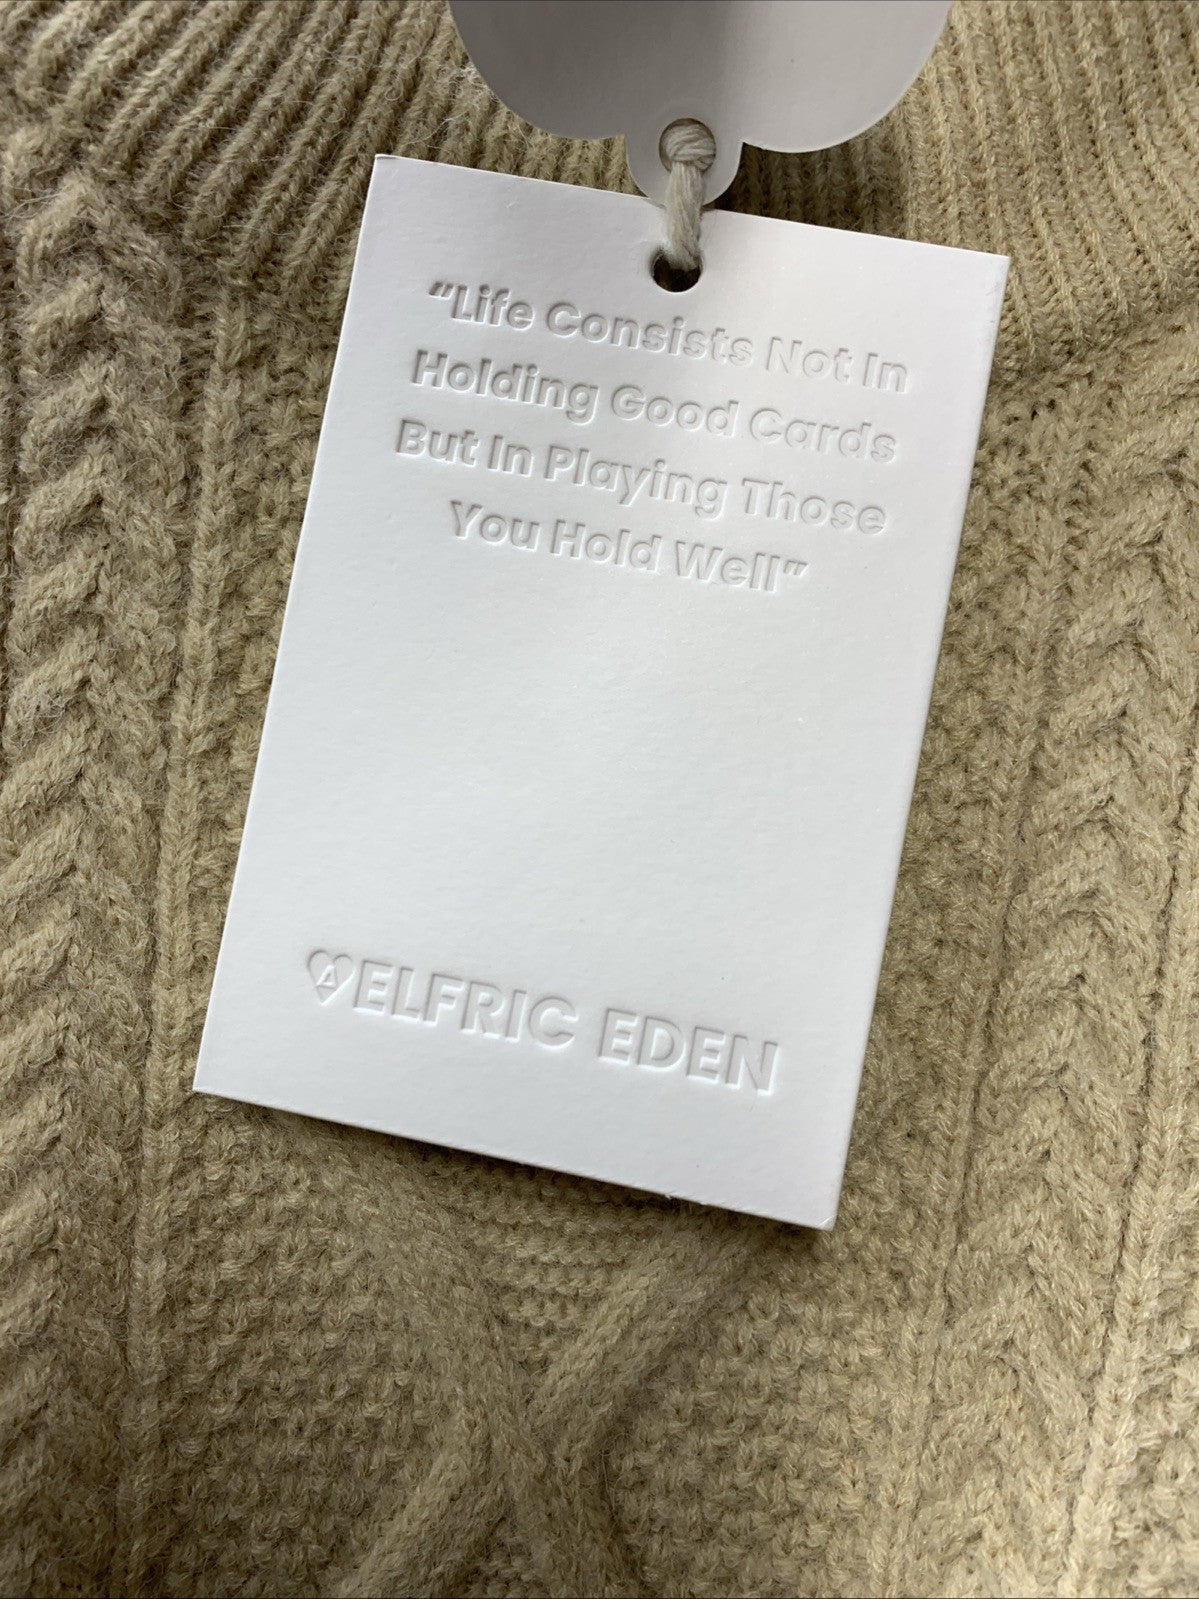 "Life Consists Not In
Holding Good Cards
But In Playing Those
You Hold Well"
ELFRIC EDEN